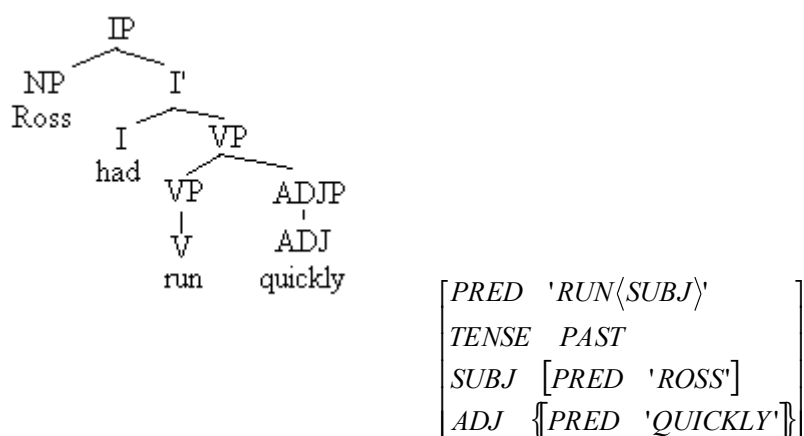 IP
NP I'
Ross
I VP
had
VP ADJP
V ADJ
run quickly
[PRED 'RUN⟨SUBJ⟩'
TENSE PAST
SUBJ [PRED 'ROSS']
ADJ {[PRED 'QUICKLY']}]